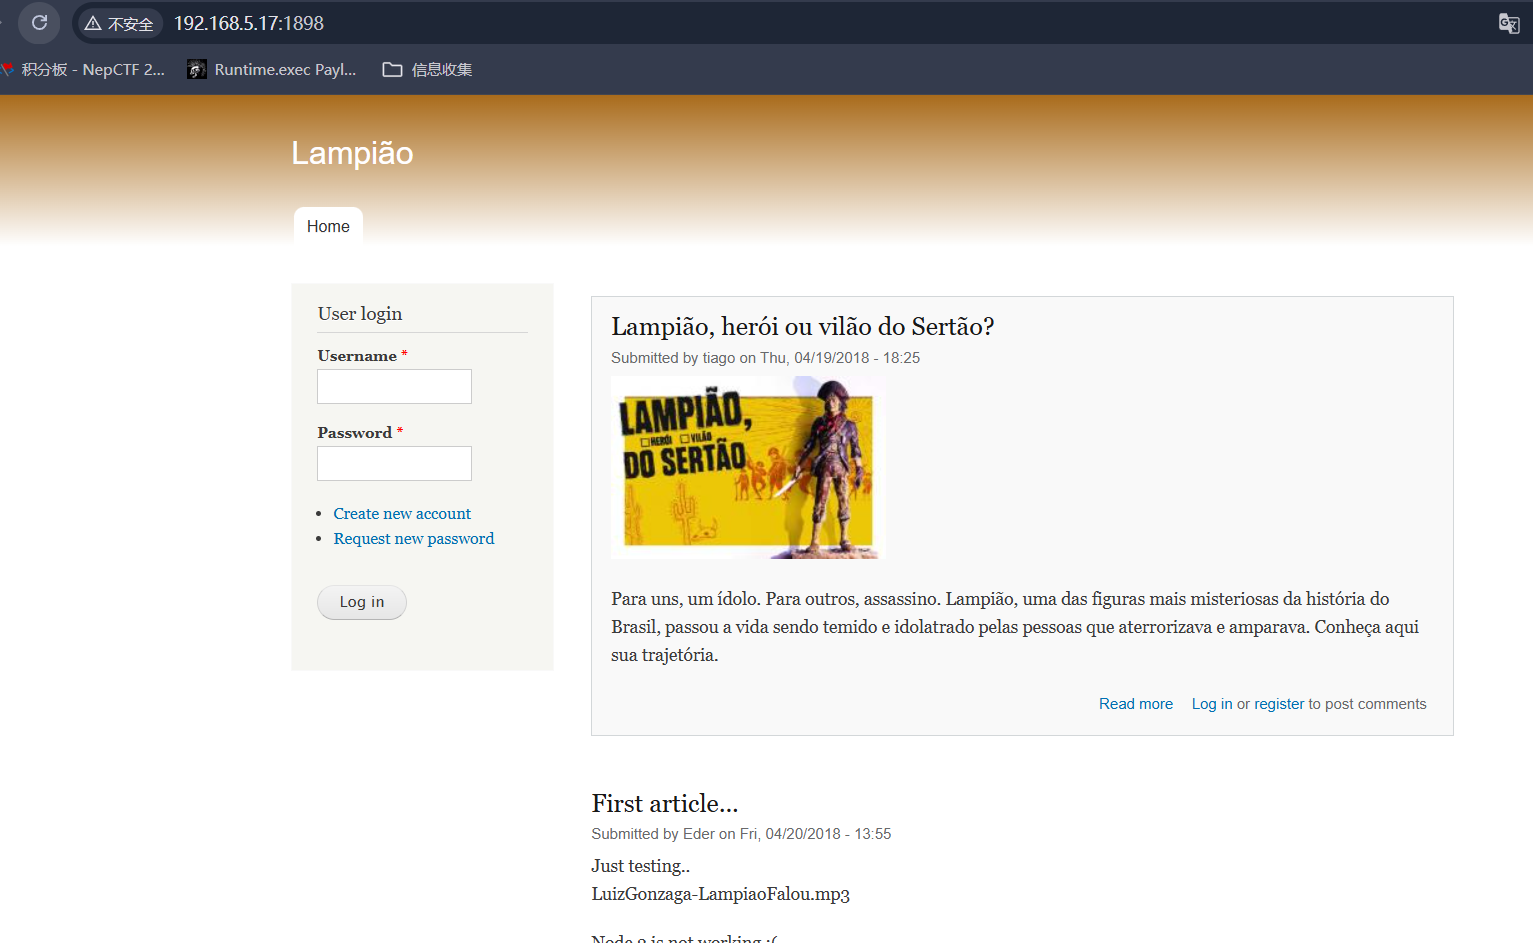 不安全 192.168.5.17:1898
积分板 - NepCTF 2... Runtime.exec Payl... 信息收集
Lampião
Home
User login
Username *
Password *
Create new account
Request new password
Log in
Lampião, herói ou vilão do Sertão?
Submitted by tiago on Thu, 04/19/2018 - 18:25
LAMPIÃO,
HERÓI VILÃO
DO SERTÃO
Para uns, um ídolo. Para outros, assassino. Lampião, uma das figuras mais misteriosas da história do
Brasil, passou a vida sendo temido e idolatrado pelas pessoas que aterrorizava e amparava. Conheça aqui
sua trajetória.
Read more Log in or register to post comments
First article...
Submitted by Eder on Fri, 04/20/2018 - 13:55
Just testing..
LuizGonzaga-LampiaoFalou.mp3
Node 2 is not working :(